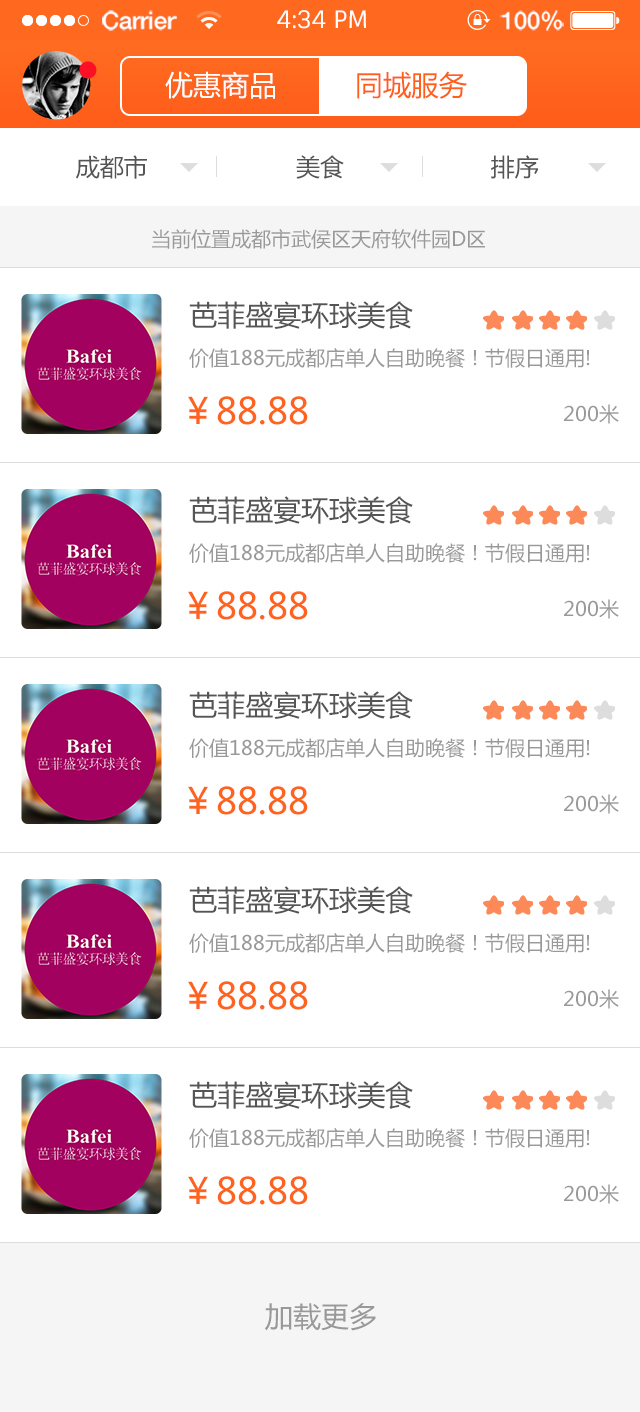 Carrier 4:34 PM 100%
优惠商品 同城服务
成都市 美食 排序
当前位置成都市武侯区天府软件园D区
芭菲盛宴环球美食
Bafei
芭菲盛宴环球美食
价值188元成都店单人自助晚餐！节假日通用!
¥ 88.88 200米
芭菲盛宴环球美食
Bafei
芭菲盛宴环球美食
价值188元成都店单人自助晚餐！节假日通用!
¥ 88.88 200米
芭菲盛宴环球美食
Bafei
芭菲盛宴环球美食
价值188元成都店单人自助晚餐！节假日通用!
¥ 88.88 200米
芭菲盛宴环球美食
Bafei
芭菲盛宴环球美食
价值188元成都店单人自助晚餐！节假日通用!
¥ 88.88 200米
芭菲盛宴环球美食
Bafei
芭菲盛宴环球美食
价值188元成都店单人自助晚餐！节假日通用!
¥ 88.88 200米
加载更多